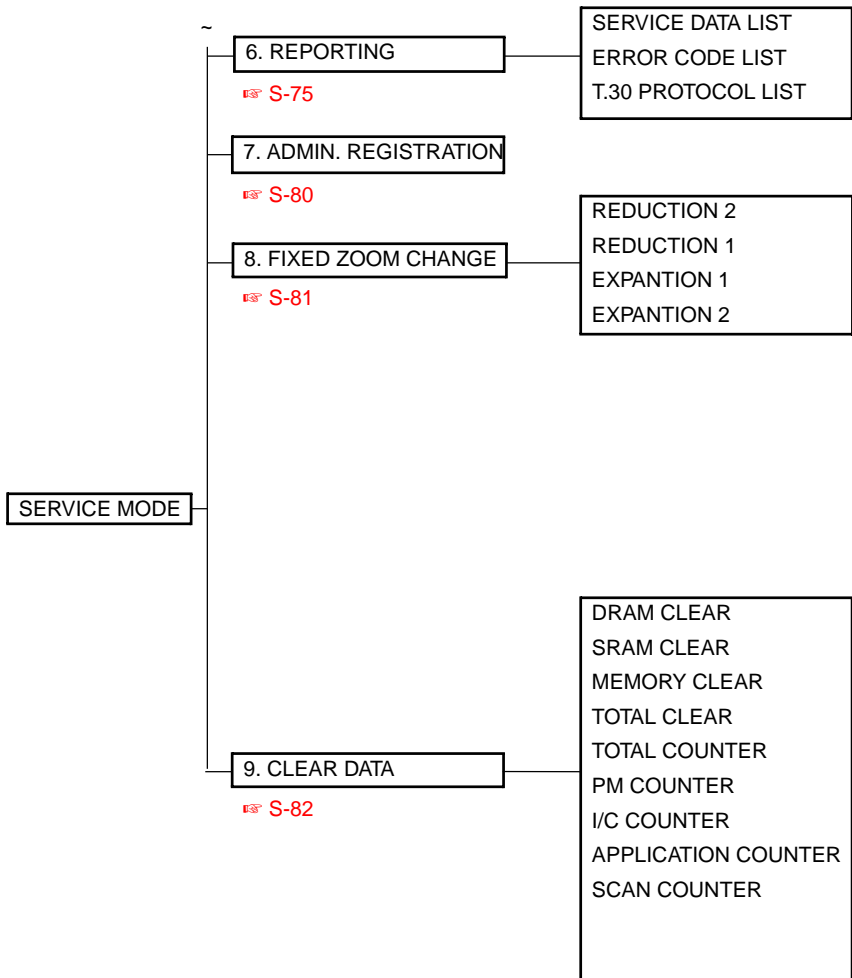 ~
6. REPORTING
☞ S-75
SERVICE DATA LIST
ERROR CODE LIST
T.30 PROTOCOL LIST
7. ADMIN. REGISTRATION
☞ S-80
8. FIXED ZOOM CHANGE
☞ S-81
REDUCTION 2
REDUCTION 1
EXPANTION 1
EXPANTION 2
SERVICE MODE
9. CLEAR DATA
☞ S-82
DRAM CLEAR
SRAM CLEAR
MEMORY CLEAR
TOTAL CLEAR
TOTAL COUNTER
PM COUNTER
I/C COUNTER
APPLICATION COUNTER
SCAN COUNTER